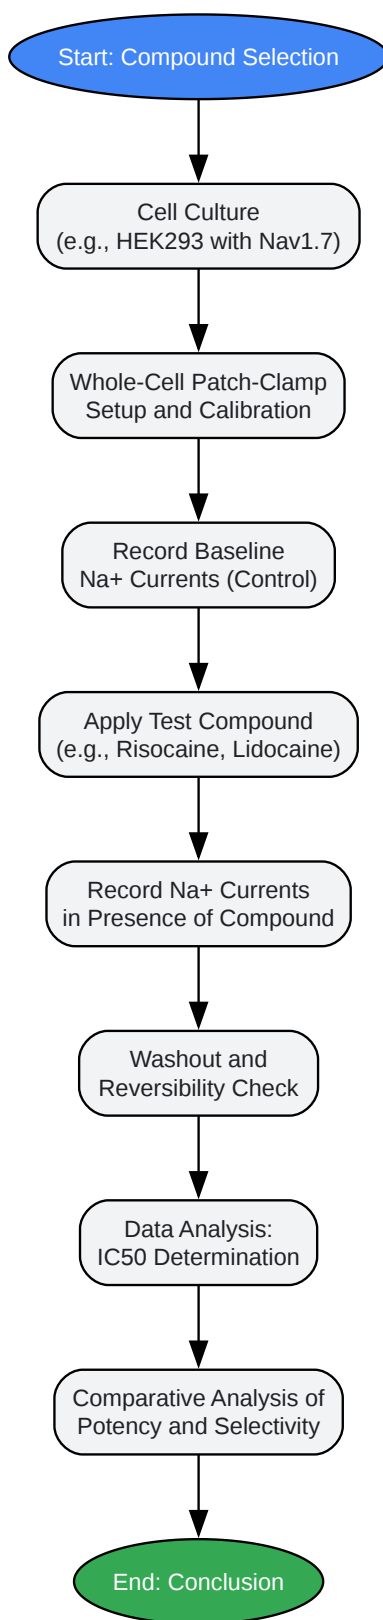 Start: Compound Selection
Cell Culture
(e.g., HEK293 with Nav1.7)
Whole-Cell Patch-Clamp
Setup and Calibration
Record Baseline
Na+ Currents (Control)
Apply Test Compound
(e.g., Risocaine, Lidocaine)
Record Na+ Currents
in Presence of Compound
Washout and
Reversibility Check
Data Analysis:
IC50 Determination
Comparative Analysis of
Potency and Selectivity
End: Conclusion